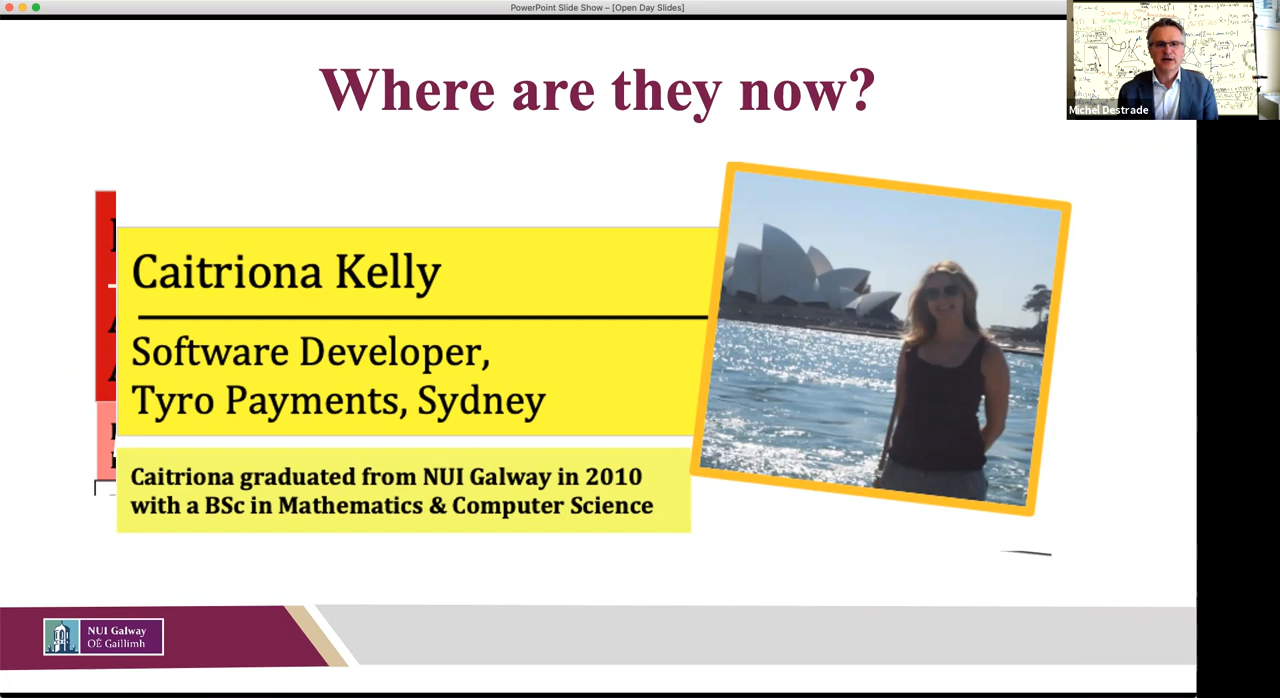 PowerPoint Slide Show – [Open Day Slides]
Michel Destrade
Where are they now?
Caitriona Kelly
Software Developer,
Tyro Payments, Sydney
Caitriona graduated from NUI Galway in 2010
with a BSc in Mathematics & Computer Science
NUI Galway
OÉ Gaillimh